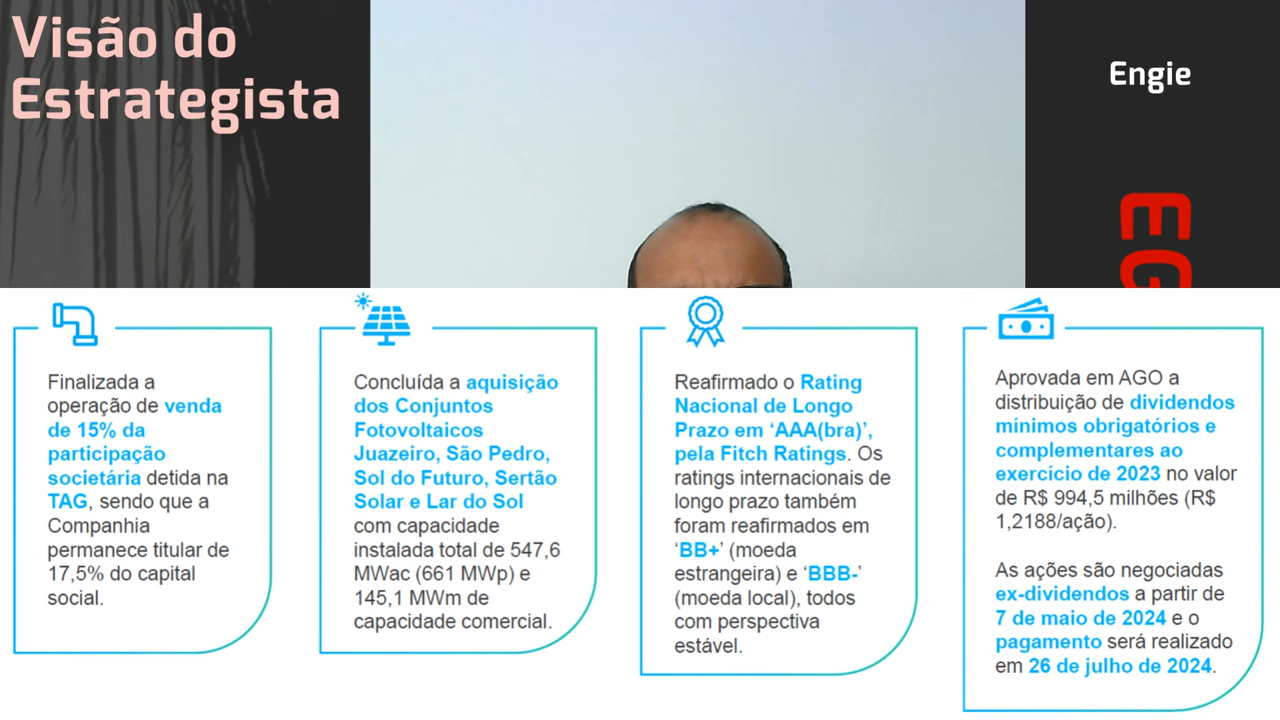 Visão do
Estrategista
Engie
EG
Finalizada a
operação de venda
de 15% da
participação
societária detida na
TAG, sendo que a
Companhia
permanece titular de
17,5% do capital
social.
Concluída a aquisição
dos Conjuntos
Fotovoltaicos
Juazeiro, São Pedro,
Sol do Futuro, Sertão
Solar e Lar do Sol
com capacidade
instalada total de 547,6
MWac (661 MWp) e
145,1 MWm de
capacidade comercial.
Reafirmado o Rating
Nacional de Longo
Prazo em ‘AAA(bra)’,
pela Fitch Ratings. Os
ratings internacionais de
longo prazo também
foram reafirmados em
‘BB+’ (moeda
estrangeira) e ‘BBB-’
(moeda local), todos
com perspectiva
estável.
Aprovada em AGO a
distribuição de dividendos
mínimos obrigatórios e
complementares ao
exercício de 2023 no valor
de R$ 994,5 milhões (R$
1,2188/ação).
As ações são negociadas
ex-dividendos a partir de
7 de maio de 2024 e o
pagamento será realizado
em 26 de julho de 2024.